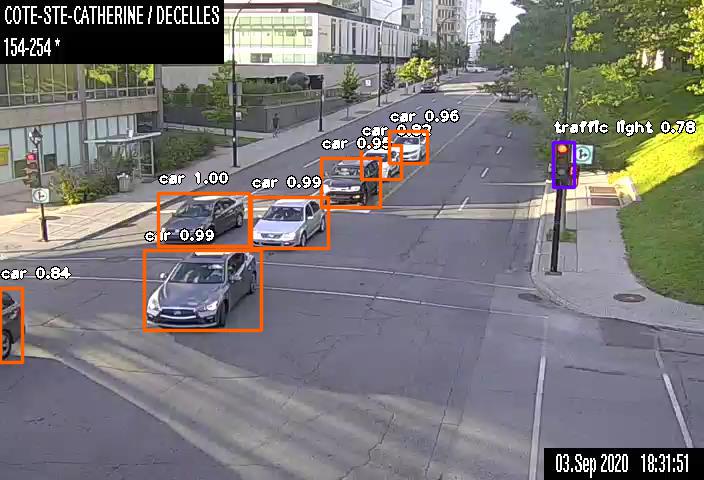 COTE-STE-CATHERINE / DECELLES
154-254 *
car 0.96
traffic light 0.78
car 0.95
car 1.00
car 0.99
car 0.99
car 0.84
03.Sep 2020 18:31:51